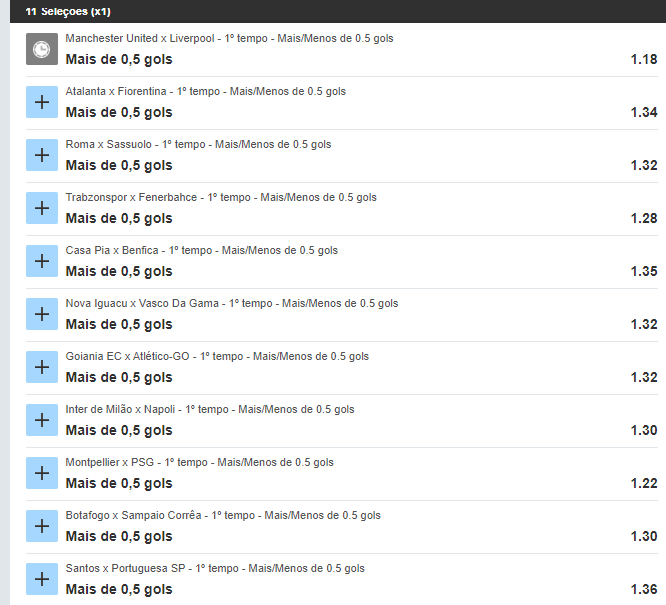 11 Seleções (x1)
Manchester United x Liverpool - 1º tempo - Mais/Menos de 0.5 gols
Mais de 0,5 gols 1.18
Atalanta x Fiorentina - 1º tempo - Mais/Menos de 0.5 gols
Mais de 0,5 gols 1.34
Roma x Sassuolo - 1º tempo - Mais/Menos de 0.5 gols
Mais de 0,5 gols 1.32
Trabzonspor x Fenerbahce - 1º tempo - Mais/Menos de 0.5 gols
Mais de 0,5 gols 1.28
Casa Pia x Benfica - 1º tempo - Mais/Menos de 0.5 gols
Mais de 0,5 gols 1.35
Nova Iguacu x Vasco Da Gama - 1º tempo - Mais/Menos de 0.5 gols
Mais de 0,5 gols 1.32
Goiania EC x Atlético-GO - 1º tempo - Mais/Menos de 0.5 gols
Mais de 0,5 gols 1.32
Inter de Milão x Napoli - 1º tempo - Mais/Menos de 0.5 gols
Mais de 0,5 gols 1.30
Montpellier x PSG - 1º tempo - Mais/Menos de 0.5 gols
Mais de 0,5 gols 1.22
Botafogo x Sampaio Corrêa - 1º tempo - Mais/Menos de 0.5 gols
Mais de 0,5 gols 1.30
Santos x Portuguesa SP - 1º tempo - Mais/Menos de 0.5 gols
Mais de 0,5 gols 1.36